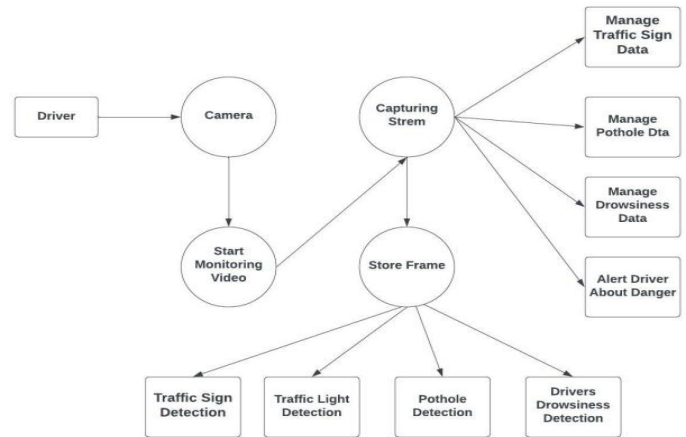 Manage
Traffic Sign
Data
Driver
Camera
Capturing
Strem
Manage
Pothole Dta
Manage
Drowsiness
Data
Start
Monitoring
Video
Store Frame
Alert Driver
About Danger
Traffic Sign
Detection
Traffic Light
Detection
Pothole
Detection
Drivers
Drowsiness
Detection